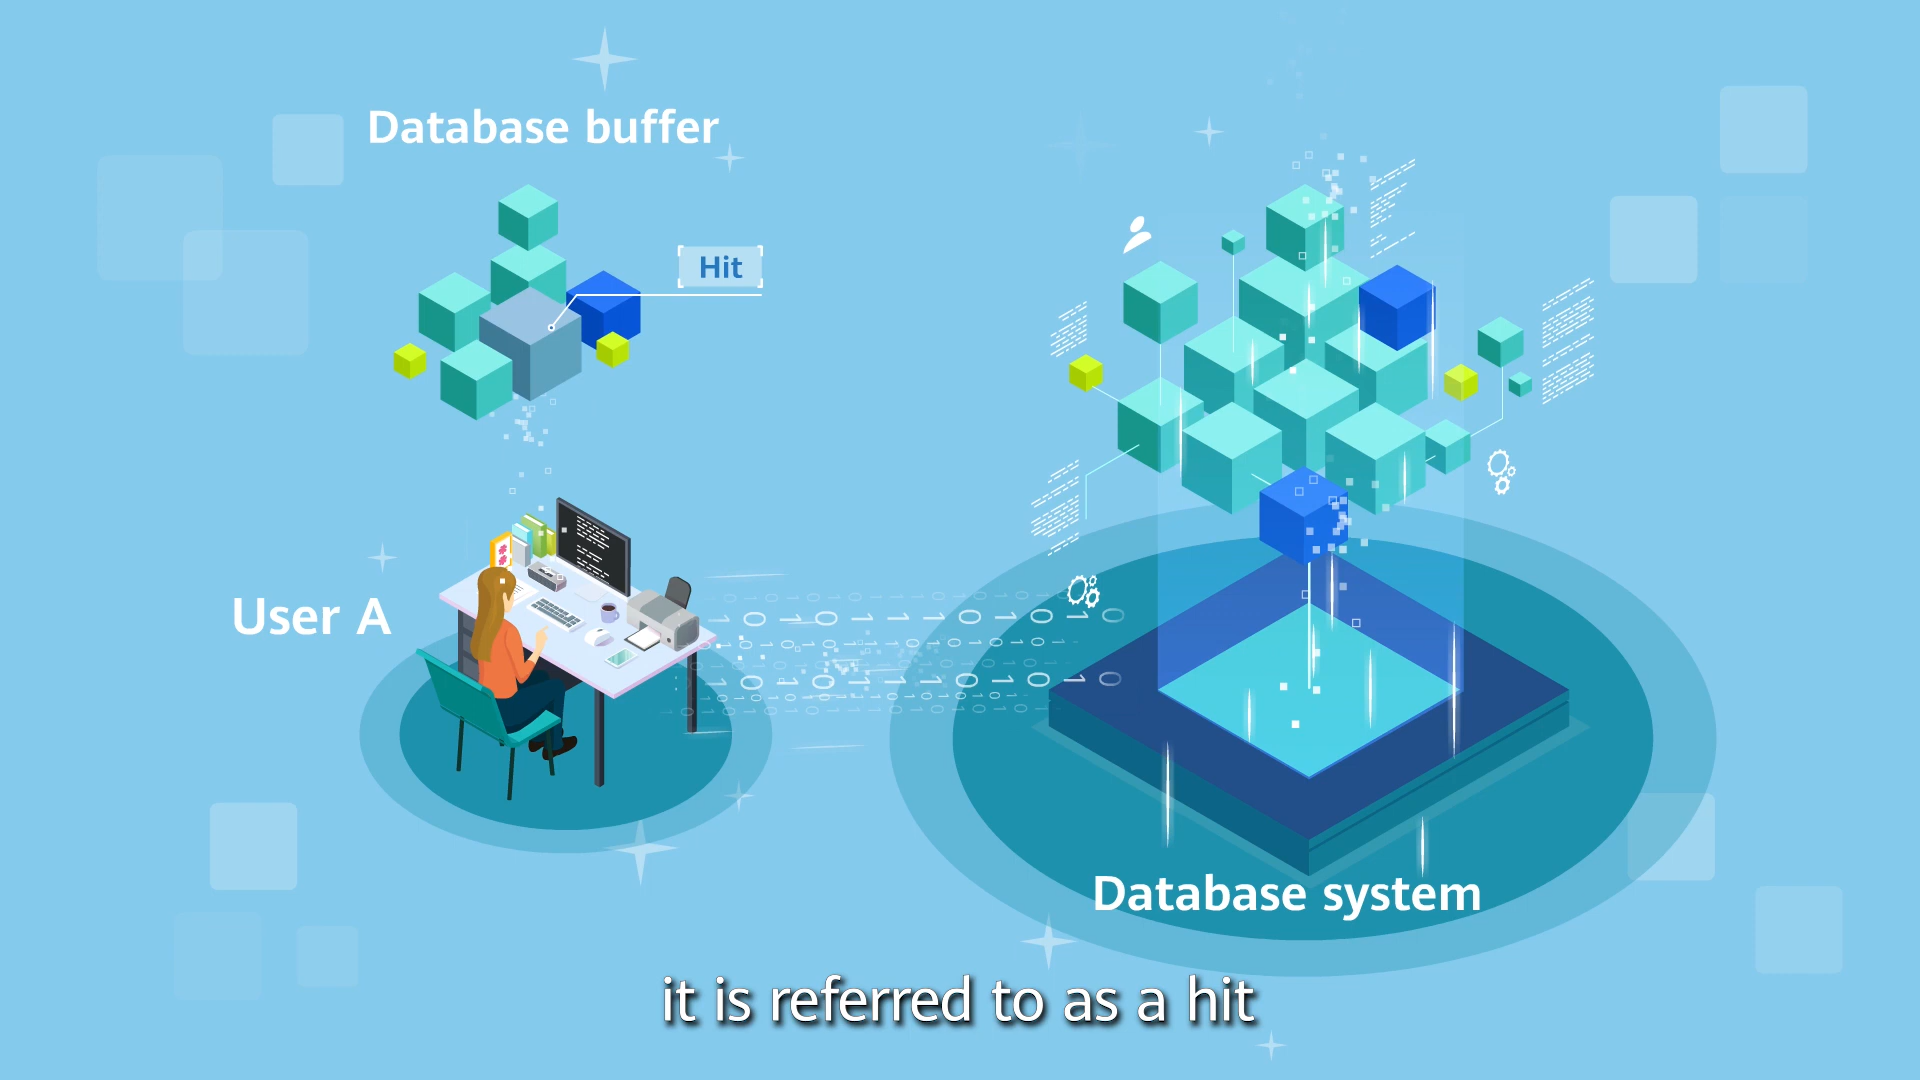 Database buffer
Hit
User A
Database system
it is referred to as a hit